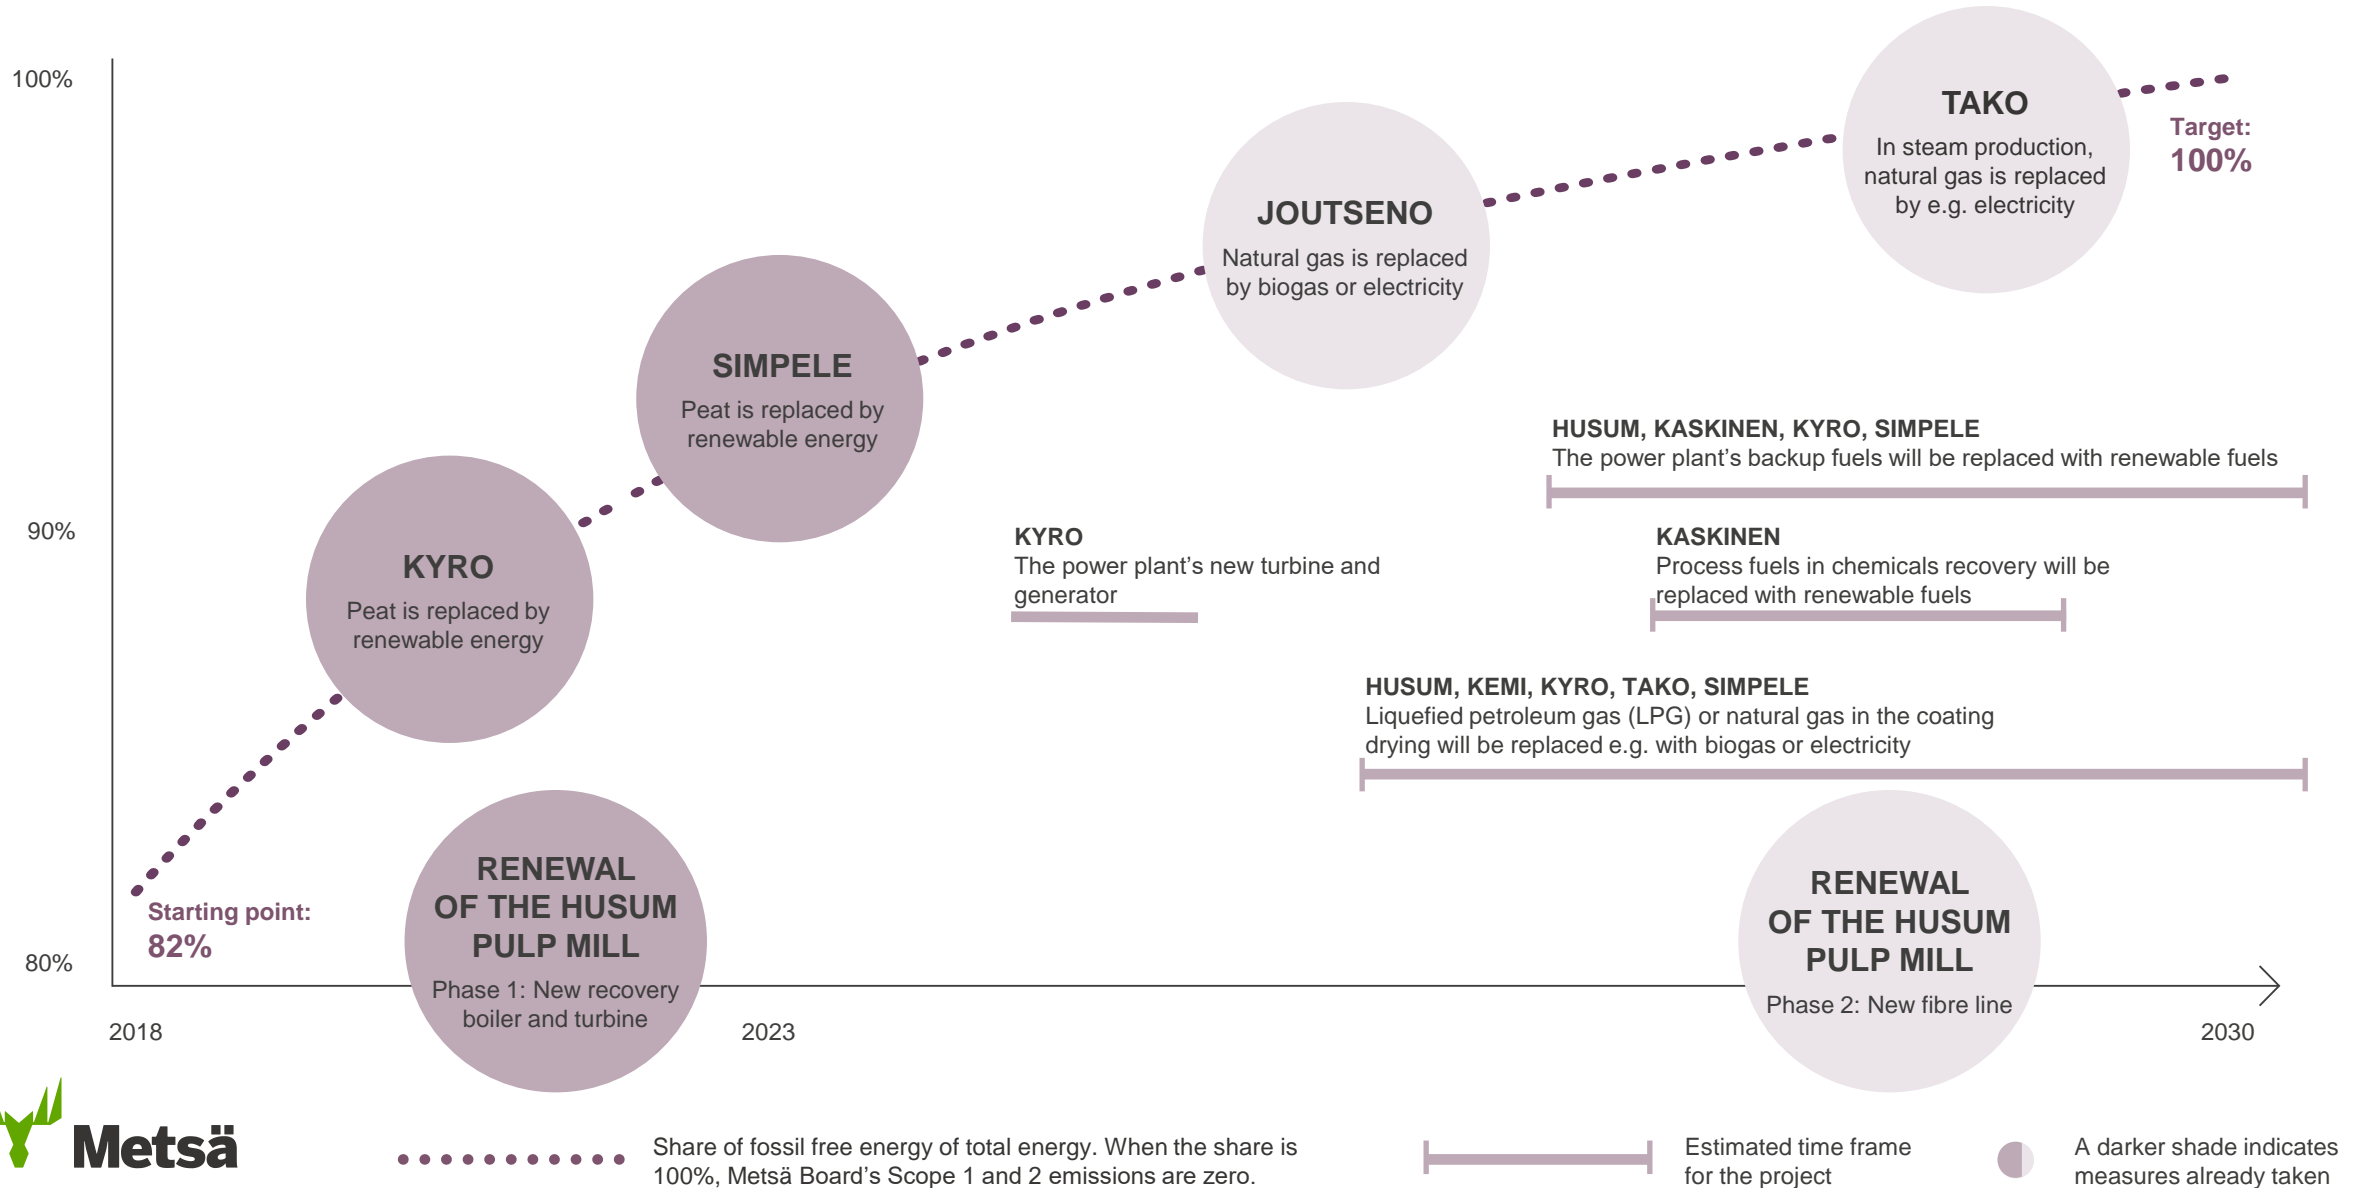 100%
90%
80%
TAKO
In steam production,
natural gas is replaced
by e.g. electricity
Target:
100%
JOUTSENO
Natural gas is replaced
by biogas or electricity
SIMPELE
Peat is replaced by
renewable energy
KYRO
Peat is replaced by
renewable energy
HUSUM, KASKINEN, KYRO, SIMPELE
The power plant's backup fuels will be replaced with renewable fuels
KYRO
The power plant's new turbine and
generator
KASKINEN
Process fuels in chemicals recovery will be
replaced with renewable fuels
HUSUM, KEMI, KYRO, TAKO, SIMPELE
Liquefied petroleum gas (LPG) or natural gas in the coating
drying will be replaced e.g. with biogas or electricity
Starting point:
82%
RENEWAL
OF THE HUSUM
PULP MILL
Phase 1: New recovery
boiler and turbine
RENEWAL
OF THE HUSUM
PULP MILL
Phase 2: New fibre line
2018
2023
2030
Metsä
Share of fossil free energy of total energy. When the share is
100%, Metsä Board's Scope 1 and 2 emissions are zero.
Estimated time frame
for the project
A darker shade indicates
measures already taken